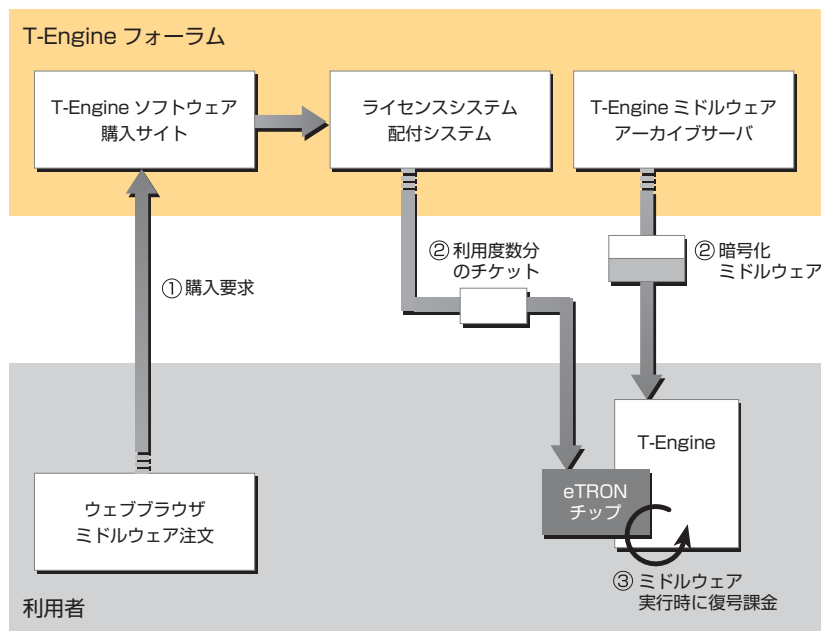 T-Engine フォーラム
T-Engine ソフトウェア
購入サイト
ライセンスシステム
配付システム
T-Engine ミドルウェア
アーカイブサーバ
①購入要求
②利用度数分
のチケット
②暗号化
ミドルウェア
T-Engine
eTRON
チップ
ウェブブラウザ
ミドルウェア注文
③ミドルウェア
実行時に復号課金
利用者